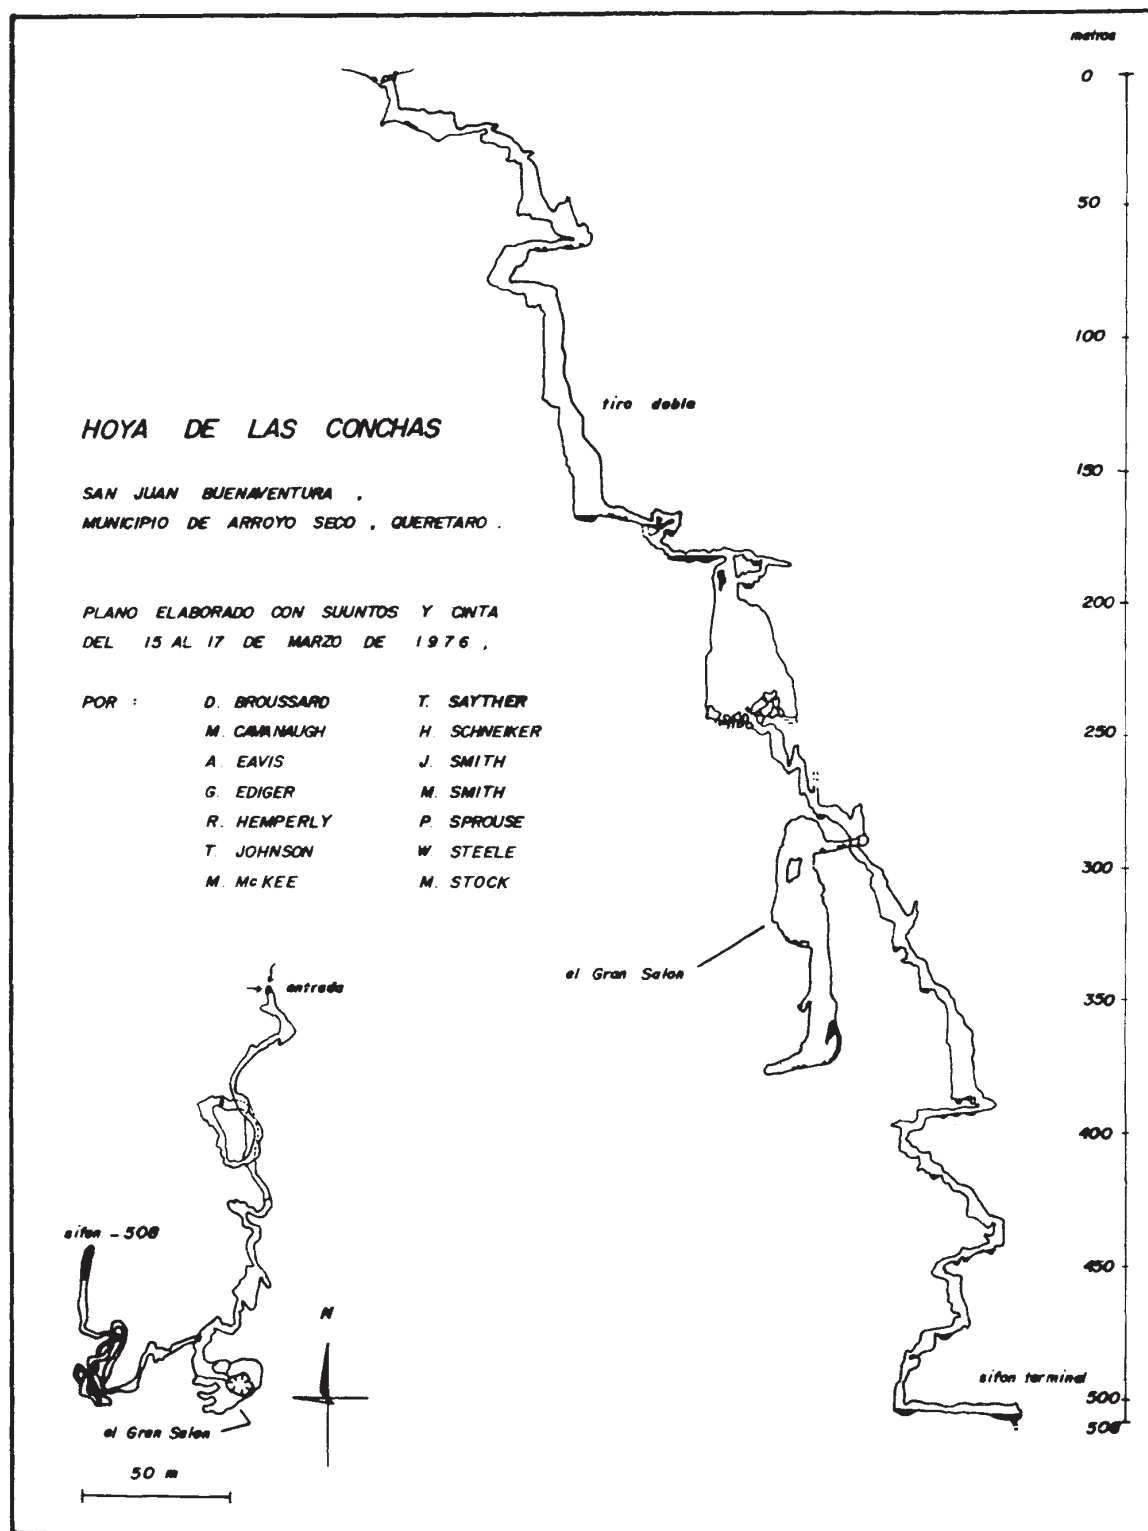 metros
0
50
100
tiro doble
HOYA DE LAS CONCHAS
150
SAN JUAN BUENAVENTURA ,
MUNICIPIO DE ARROYO SECO , QUERETARO .
200
PLANO ELABORADO CON SUUNTOS Y CINTA
DEL 15 AL 17 DE MARZO DE 1976 ,
POR :
D. BROUSSARD
M. CAVANAUGH
A. EAVIS
G. EDIGER
R. HEMPERLY
T. JOHNSON
M. McKEE
T. SAYTHER
H. SCHNEIKER
J. SMITH
M. SMITH
P. SPROUSE
W. STEELE
M. STOCK
250
300
el Gran Salon
350
entrada
400
sifon - 508
450
N
sifon terminal
500
508
el Gran Salon
50 m